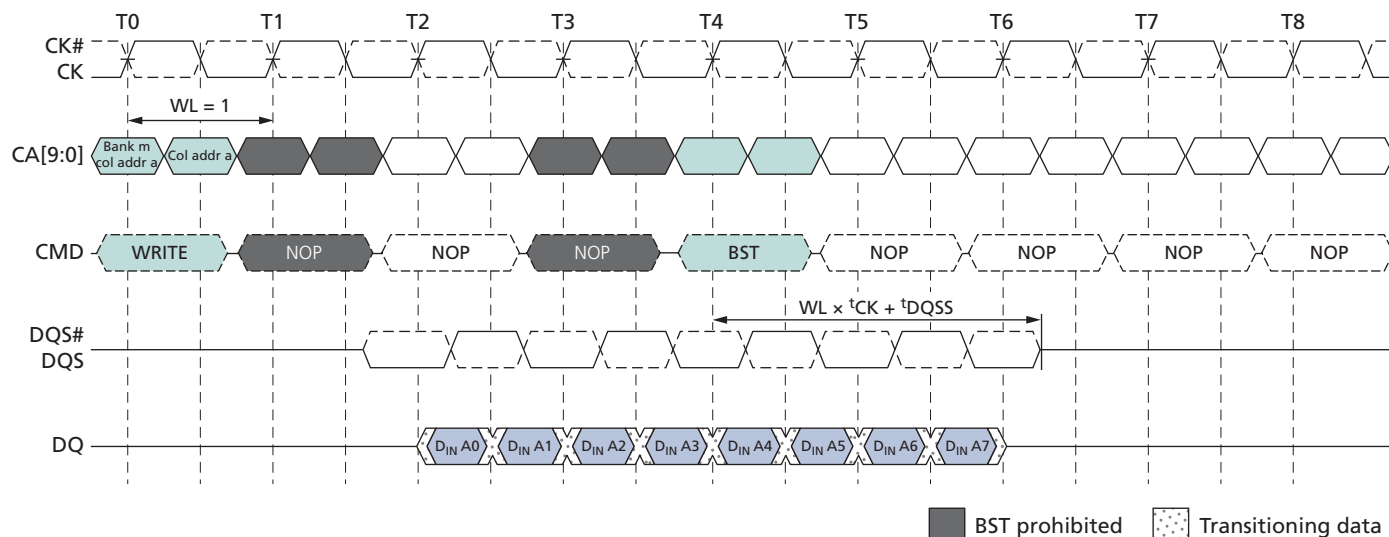 T0 T1 T2 T3 T4 T5 T6 T7 T8
CK#
CK
WL = 1
CA[9:0] Bank m col addr a Col addr a
CMD WRITE NOP NOP NOP BST NOP NOP NOP NOP
WL × tCK + tDQSS
DQS#
DQS
DQ DIN A0 DIN A1 DIN A2 DIN A3 DIN A4 DIN A5 DIN A6 DIN A7
BST prohibited Transitioning data